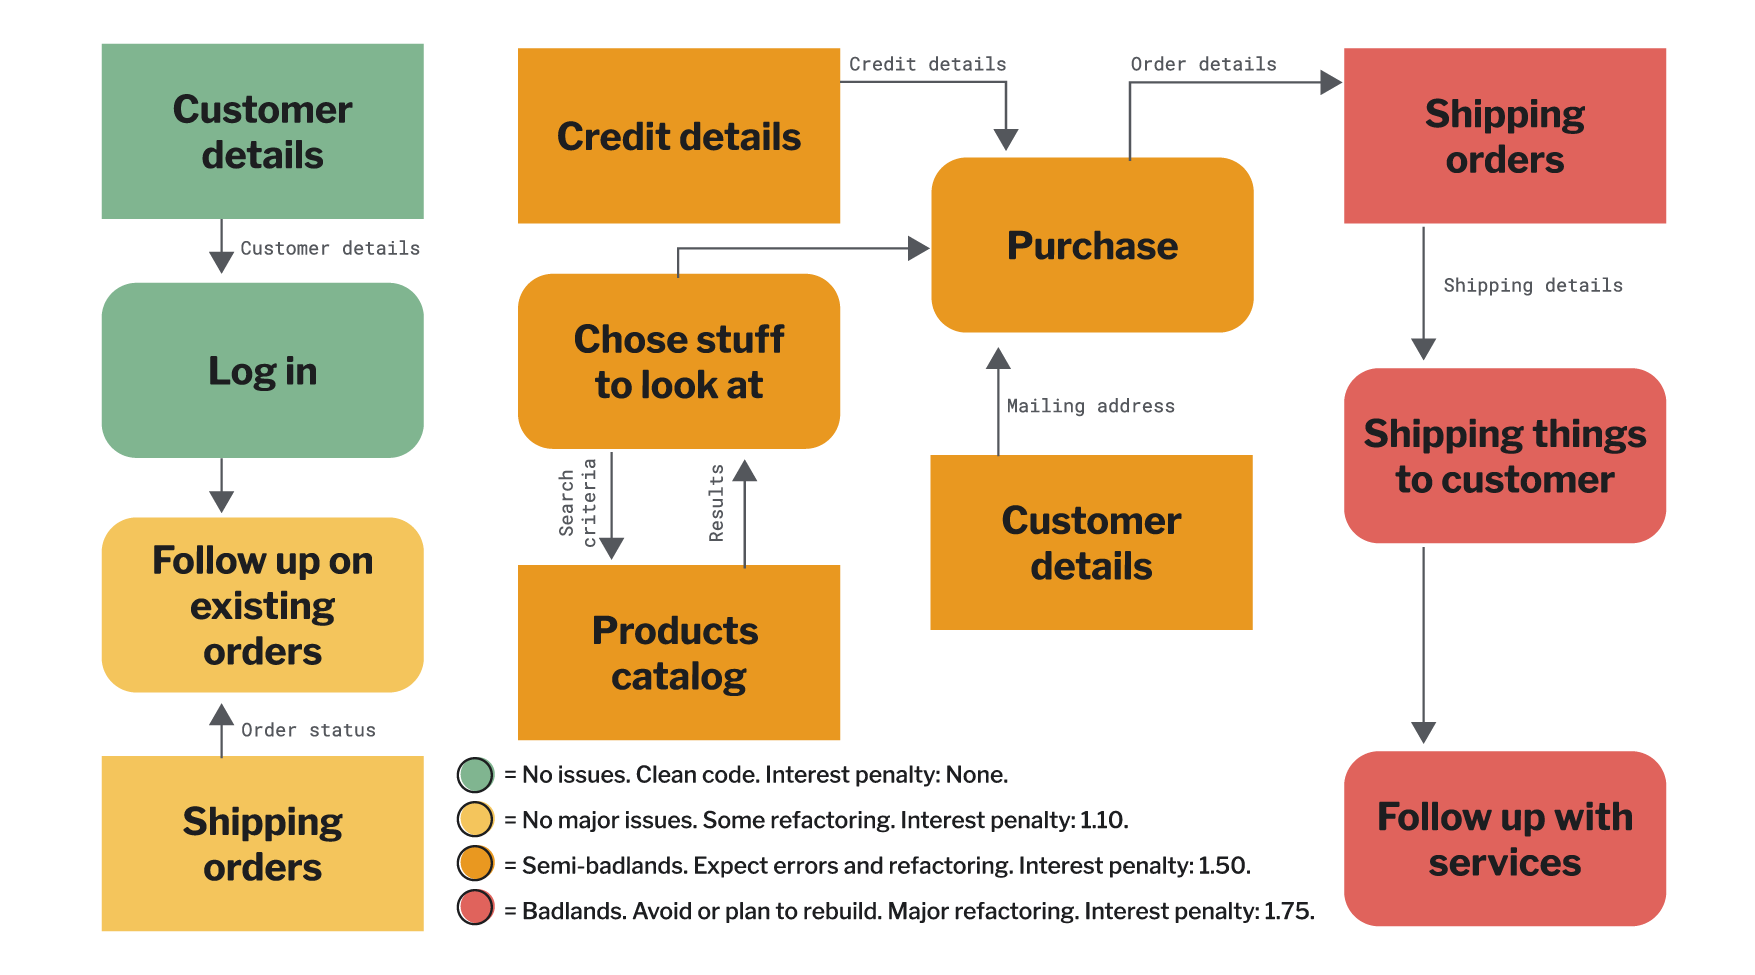 Customer
details
Customer details
Log in
Follow up on
existing
orders
Order status
Shipping
orders
Credit details
Credit details
Chose stuff
to look at
Search
criteria
Results
Products
catalog
Purchase
Mailing address
Customer
details
Order details
Shipping
orders
Shipping details
Shipping things
to customer
Follow up with
services
= No issues. Clean code. Interest penalty: None.
= No major issues. Some refactoring. Interest penalty: 1.10.
= Semi-badlands. Expect errors and refactoring. Interest penalty: 1.50.
= Badlands. Avoid or plan to rebuild. Major refactoring. Interest penalty: 1.75.